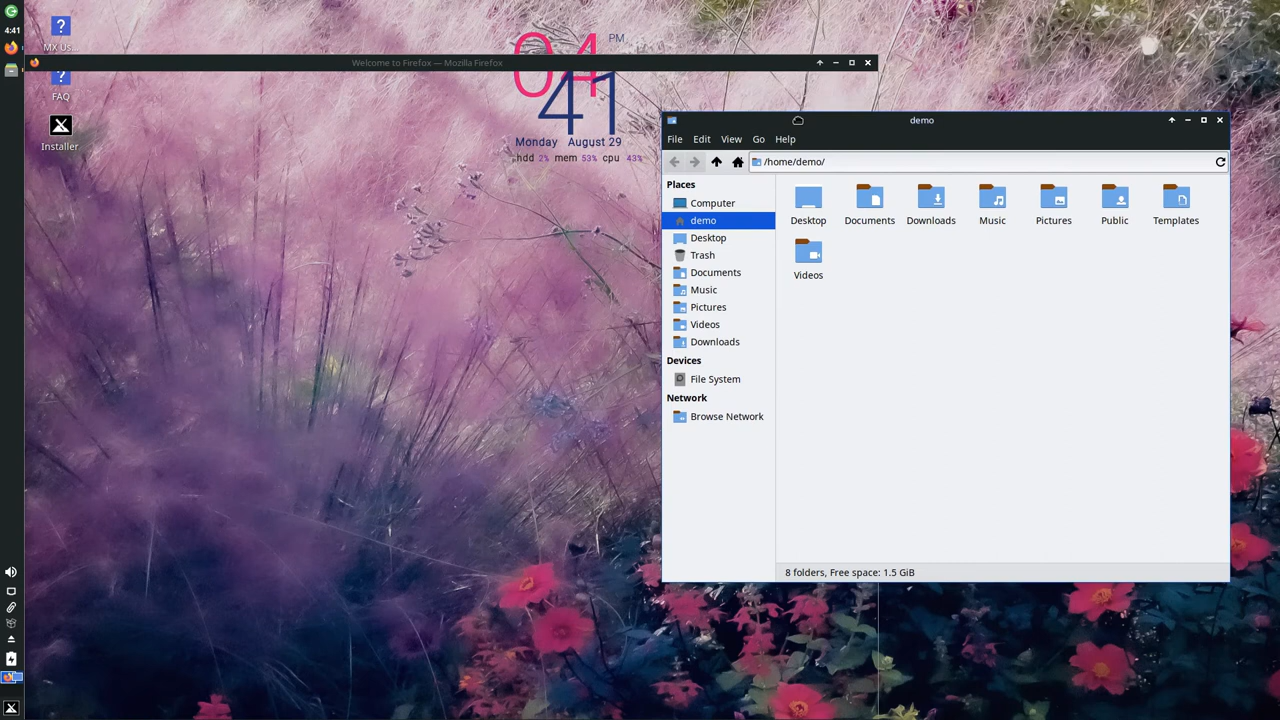 4:41
MX Us...
FAQ
Installer
Welcome to Firefox — Mozilla Firefox
04
PM
41
Monday August 29
hdd 2% mem 53% cpu 43%
demo
File Edit View Go Help
/home/demo/
Places
Computer
demo
Desktop
Trash
Documents
Music
Pictures
Videos
Downloads
Devices
File System
Network
Browse Network
Desktop Documents Downloads Music Pictures Public Templates
Videos
8 folders, Free space: 1.5 GiB